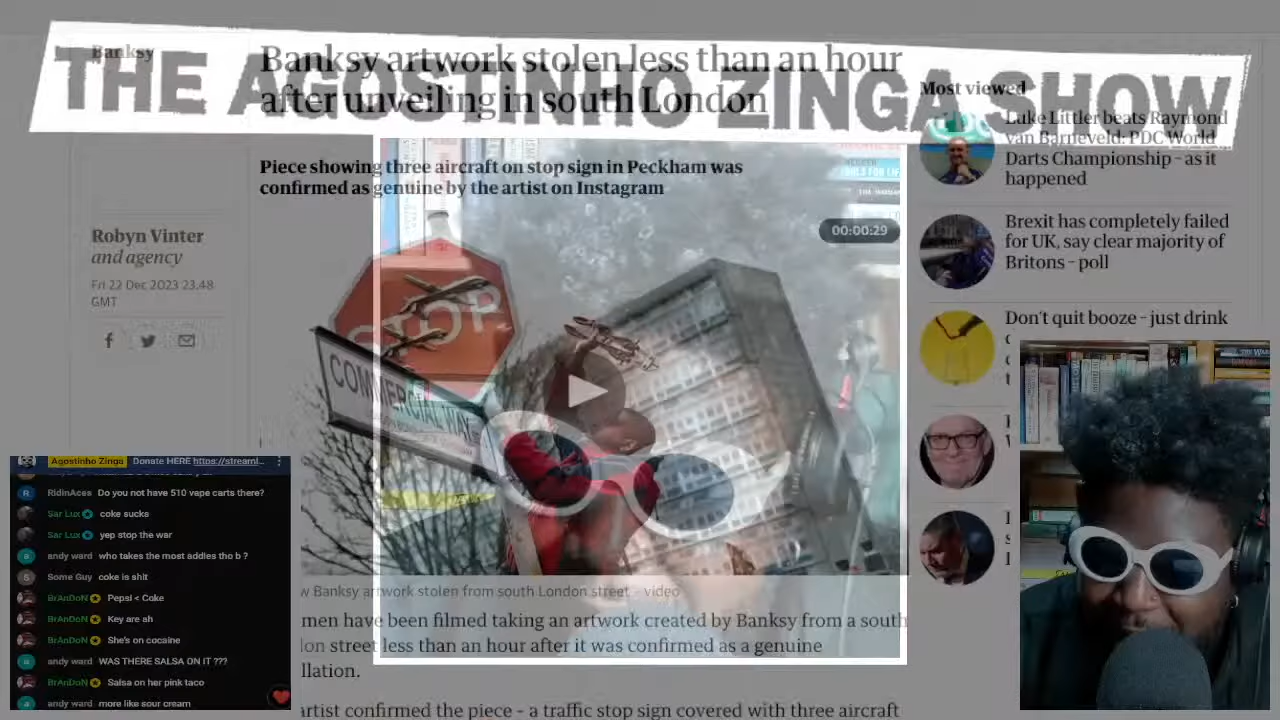 THE AGOSTINHO ZINGA SHOW
Banksy
Banksy artwork stolen less than an hour
after unveiling in south London
Piece showing three aircraft on stop sign in Peckham was
confirmed as genuine by the artist on Instagram
Robyn Vinter
and agency
Fri 22 Dec 2023 23.48
GMT
00:00:29
STOP
COMMERCIAL WAY
w Banksy artwork stolen from south London street - video
men have been filmed taking an artwork created by Banksy from a south
lon street less than an hour after it was confirmed as a genuine
llation.
artist confirmed the piece – a traffic stop sign covered with three aircraft
Most viewed
Luke Littler beats Raymond
van Barneveld: PDC World
Darts Championship – as it
happened
Brexit has completely failed
for UK, say clear majority of
Britons – poll
Don't quit booze – just drink
Agostinho Zinga Donate HERE https://streaml...
RidinAces Do you not have 510 vape carts there?
Sar Lux coke sucks
Sar Lux yep stop the war
andy ward who takes the most addies tho b ?
Some Guy coke is shit
BrAnDoN Pepsi < Coke
BrAnDoN Key are ah
BrAnDoN She's on cocaine
andy ward WAS THERE SALSA ON IT ???
BrAnDoN Salsa on her pink taco
andy ward more like sour cream